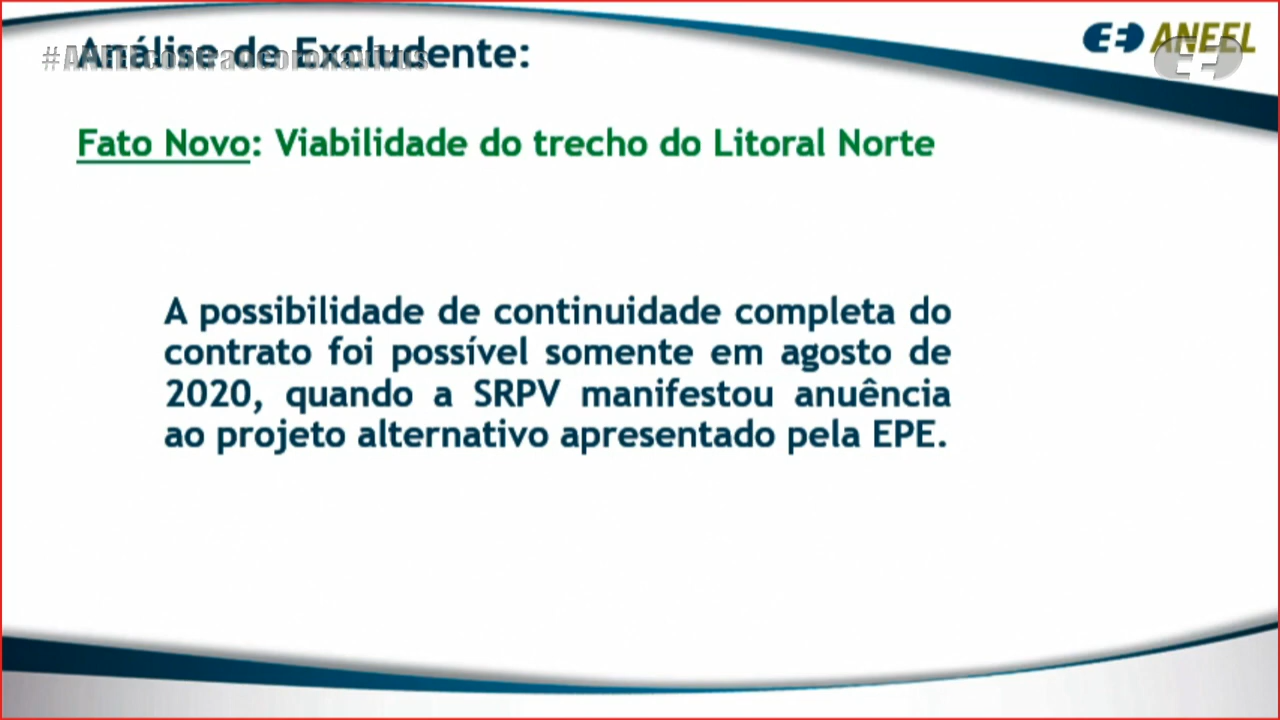 Análise de Excludente:
#ANEELcontraocoronavirus
ANEEL
Fato Novo: Viabilidade do trecho do Litoral Norte
A possibilidade de continuidade completa do
contrato foi possível somente em agosto de
2020, quando a SRPV manifestou anuência
ao projeto alternativo apresentado pela EPE.